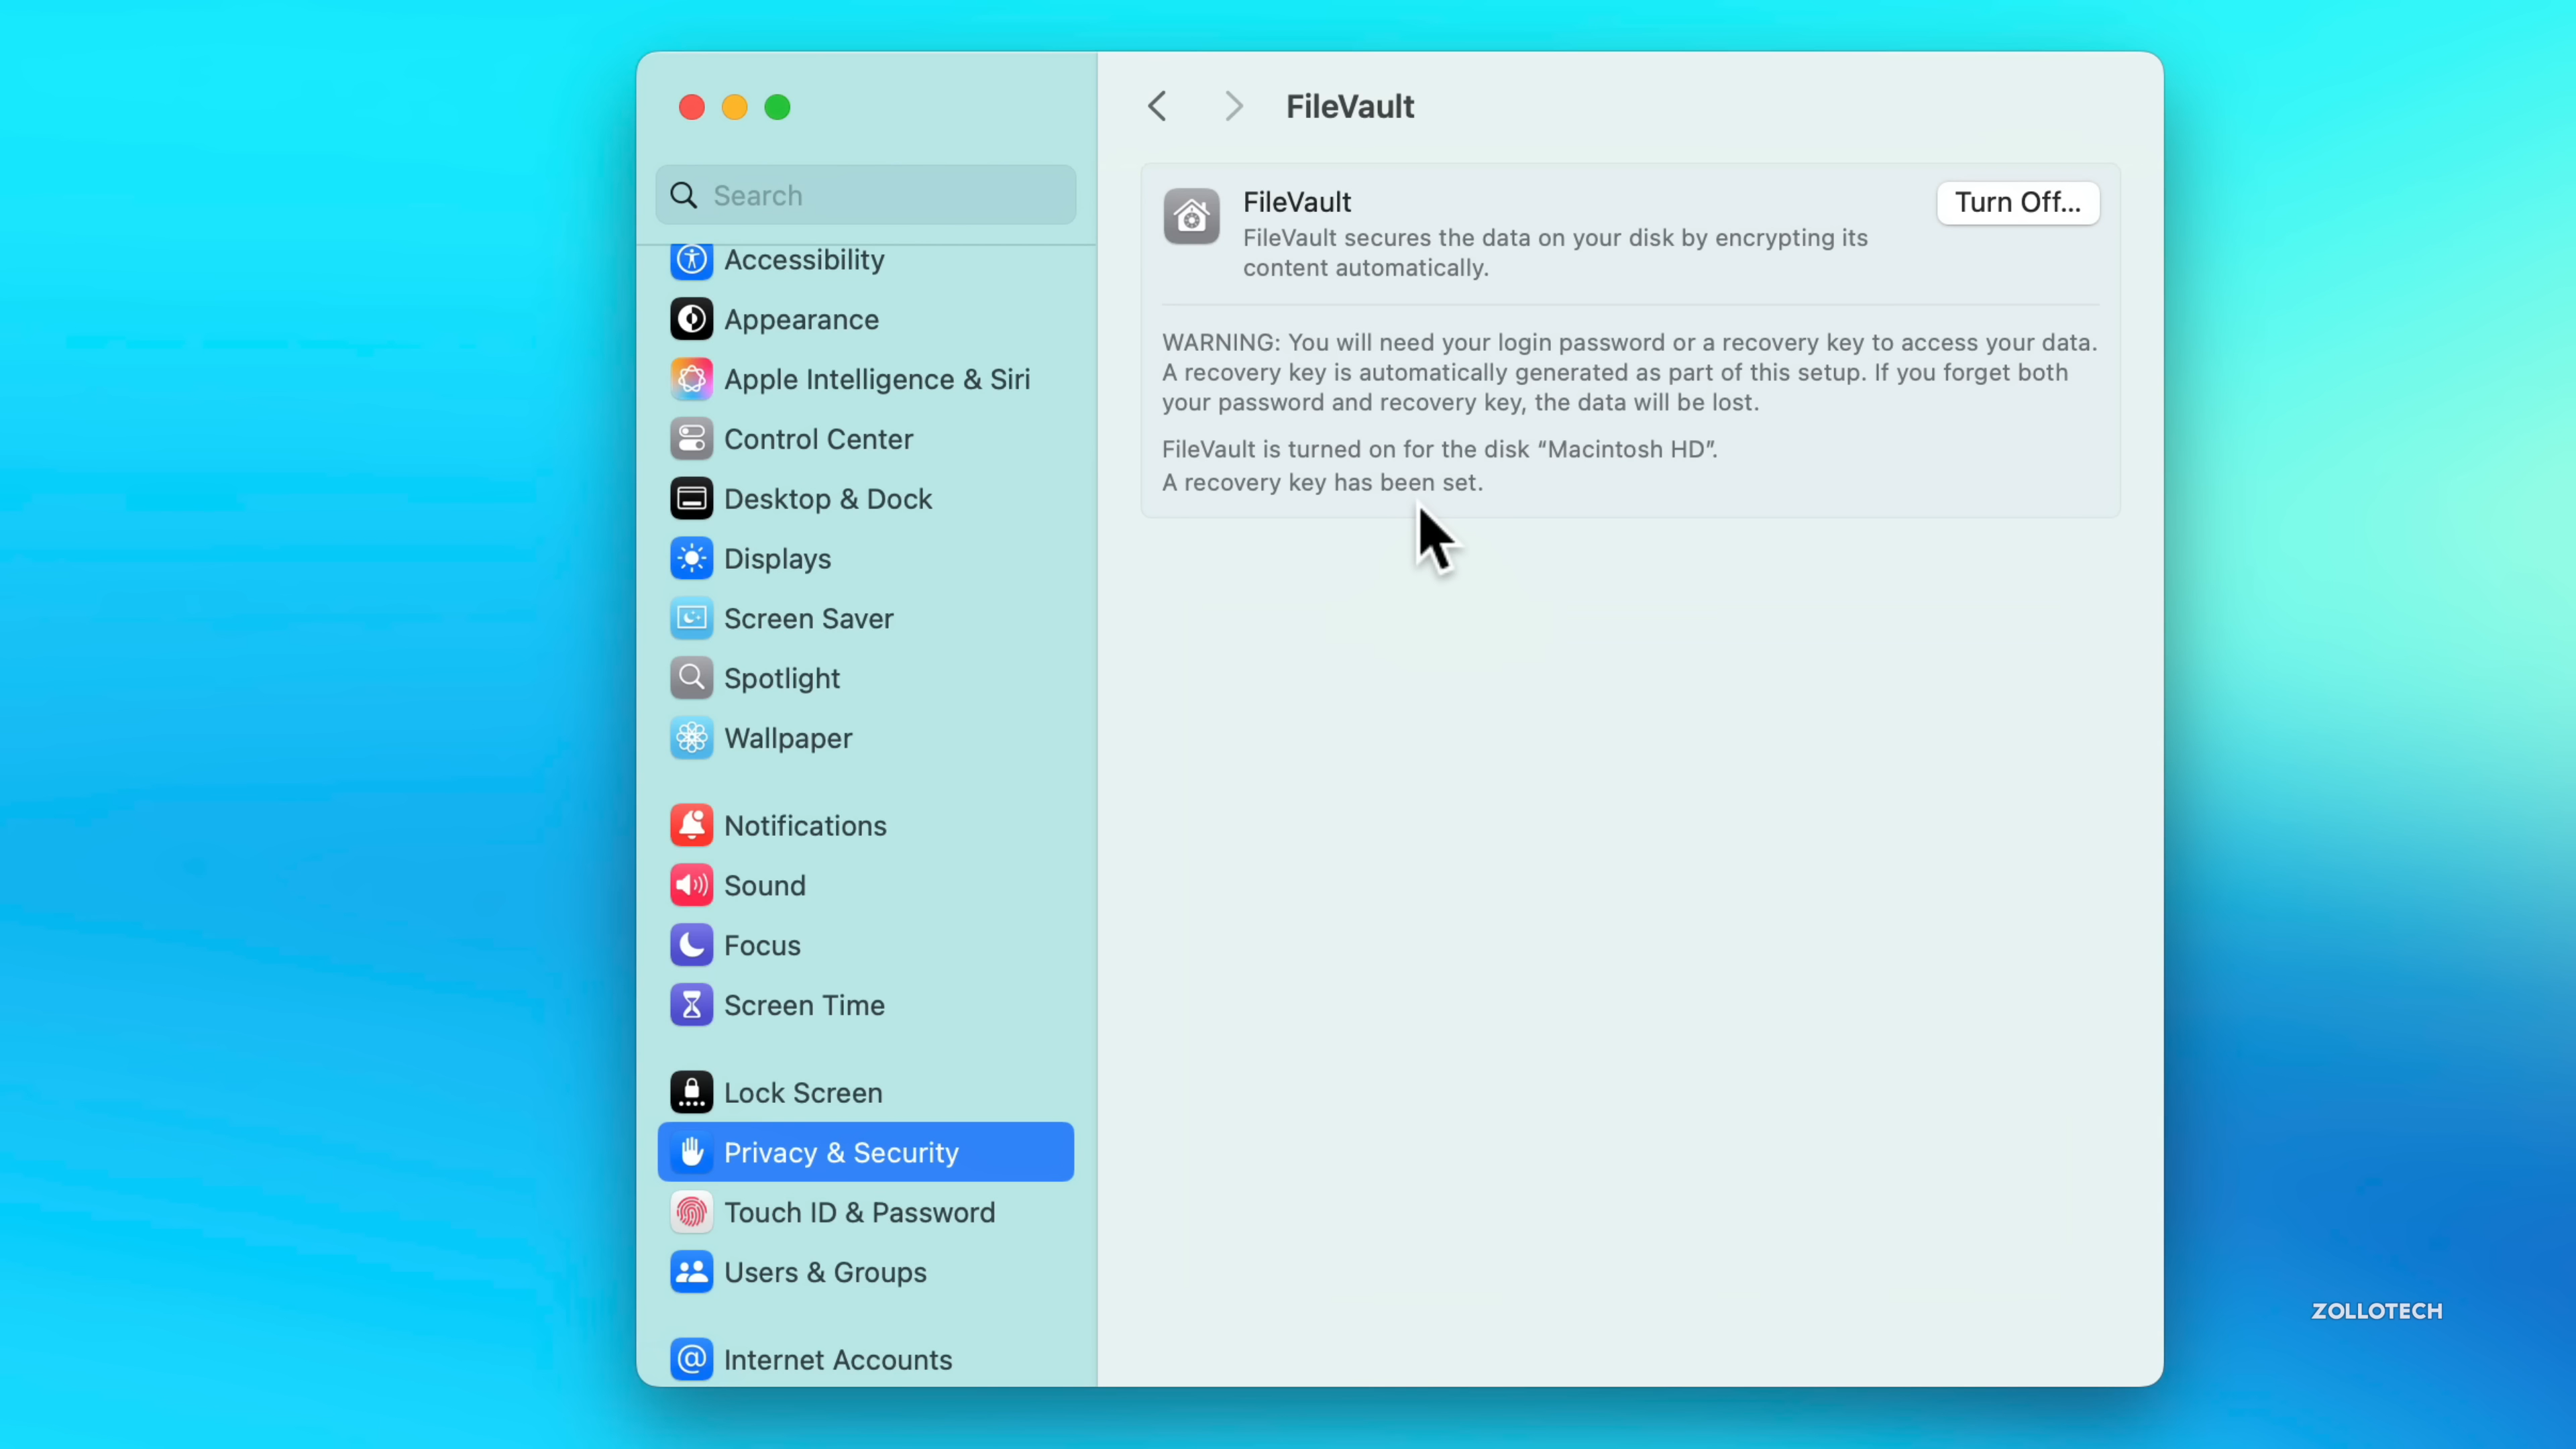 FileVault
Search
Accessibility
Appearance
Apple Intelligence & Siri
Control Center
Desktop & Dock
Displays
Screen Saver
Spotlight
Wallpaper
Notifications
Sound
Focus
Screen Time
Lock Screen
Privacy & Security
Touch ID & Password
Users & Groups
Internet Accounts
FileVault
Turn Off...
FileVault secures the data on your disk by encrypting its
content automatically.
WARNING: You will need your login password or a recovery key to access your data.
A recovery key is automatically generated as part of this setup. If you forget both
your password and recovery key, the data will be lost.
FileVault is turned on for the disk “Macintosh HD”.
A recovery key has been set.
ZOLLOTECH